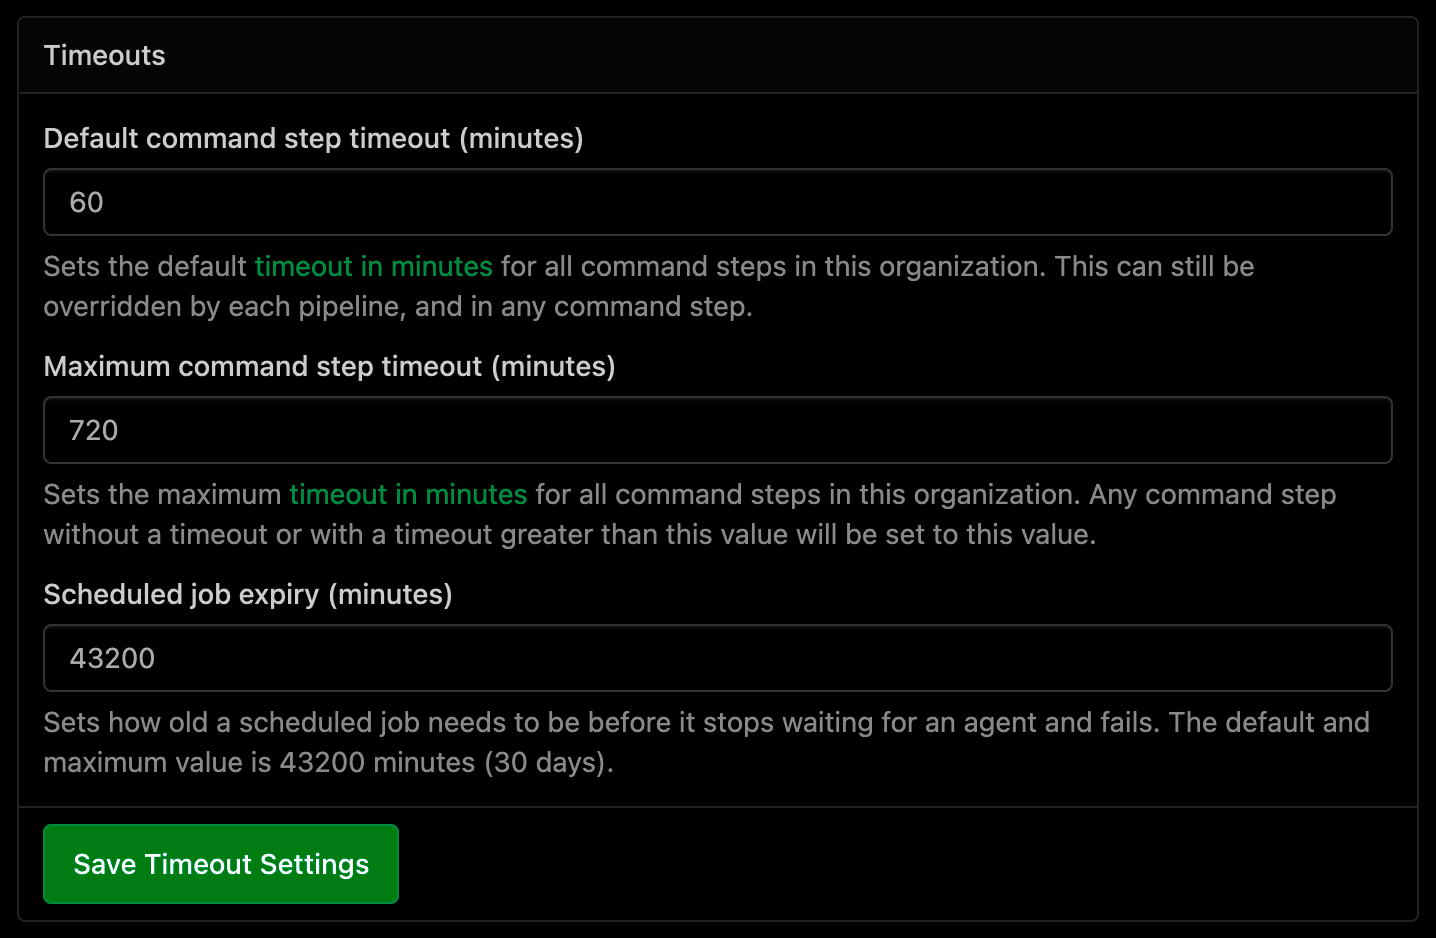 Timeouts
Default command step timeout (minutes)
60
Sets the default timeout in minutes for all command steps in this organization. This can still be
overridden by each pipeline, and in any command step.
Maximum command step timeout (minutes)
720
Sets the maximum timeout in minutes for all command steps in this organization. Any command step
without a timeout or with a timeout greater than this value will be set to this value.
Scheduled job expiry (minutes)
43200
Sets how old a scheduled job needs to be before it stops waiting for an agent and fails. The default and
maximum value is 43200 minutes (30 days).
Save Timeout Settings